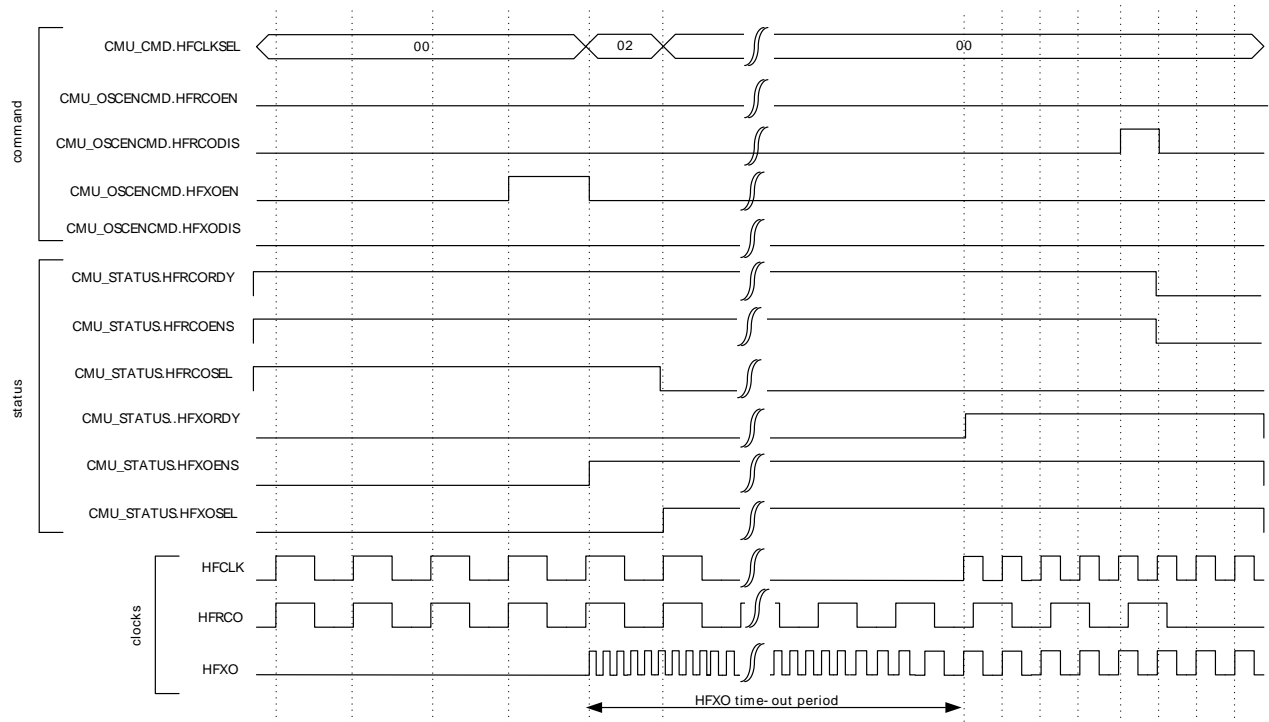 command
CMU_CMD.HFCLKSEL 00 02 00
CMU_OSCENCMD.HFRCOEN
CMU_OSCENCMD.HFRCODIS
CMU_OSCENCMD.HFXOEN
CMU_OSCENCMD.HFXODIS
status
CMU_STATUS.HFRCORDY
CMU_STATUS.HFRCOENS
CMU_STATUS.HFRCOSEL
CMU_STATUS..HFXORDY
CMU_STATUS.HFXOENS
CMU_STATUS.HFXOSEL
clocks
HFCLK
HFRCO
HFXO
HFXO time-out period